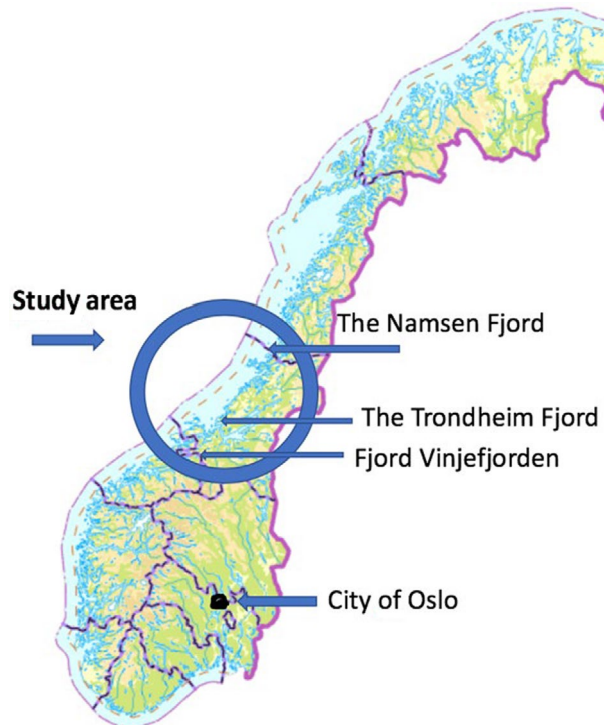 Study area
The Namsen Fjord
The Trondheim Fjord
Fjord Vinjefjorden
City of Oslo